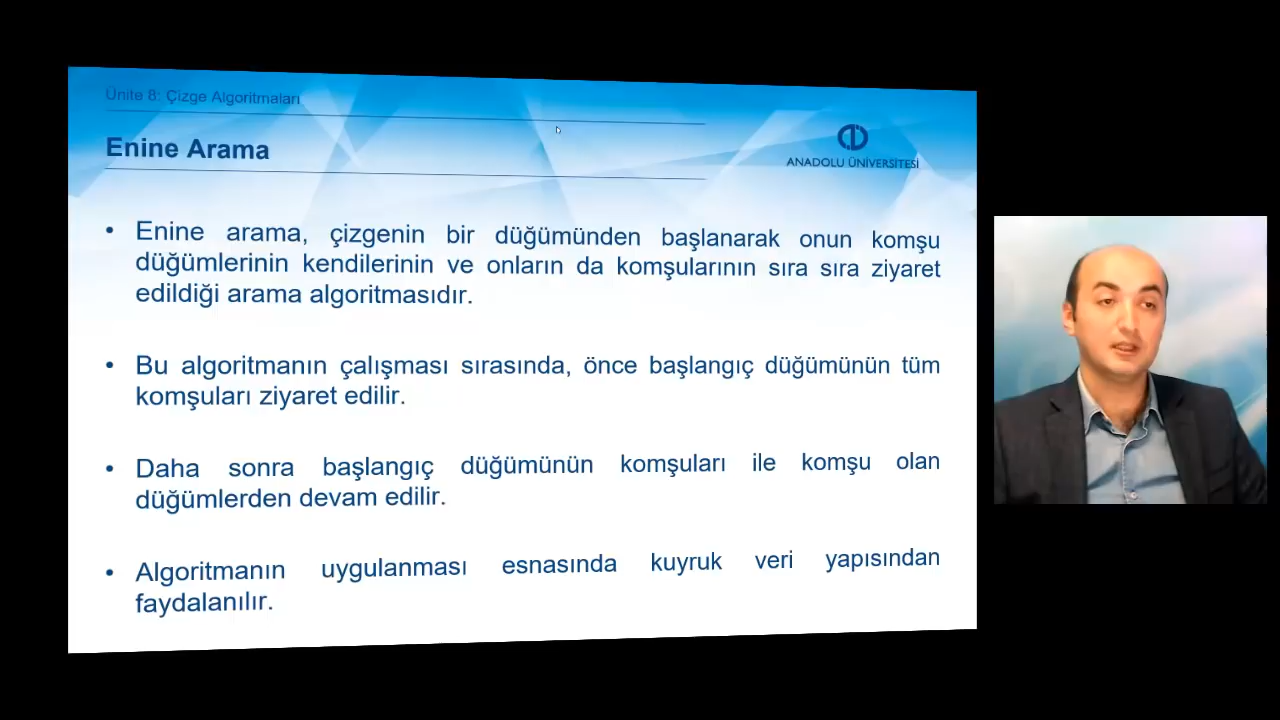 Ünite 8: Çizge Algoritmaları
Enine Arama
ANADOLU ÜNİVERSİTESİ
• Enine arama, çizgenin bir düğümünden başlanarak onun komşu
düğümlerinin kendilerinin ve onların da komşularının sıra sıra ziyaret
edildiği arama algoritmasıdır.
• Bu algoritmanın çalışması sırasında, önce başlangıç düğümünün tüm
komşuları ziyaret edilir.
• Daha sonra başlangıç düğümünün komşuları ile komşu olan
düğümlerden devam edilir.
• Algoritmanın uygulanması esnasında kuyruk veri yapısından
faydalanılır.